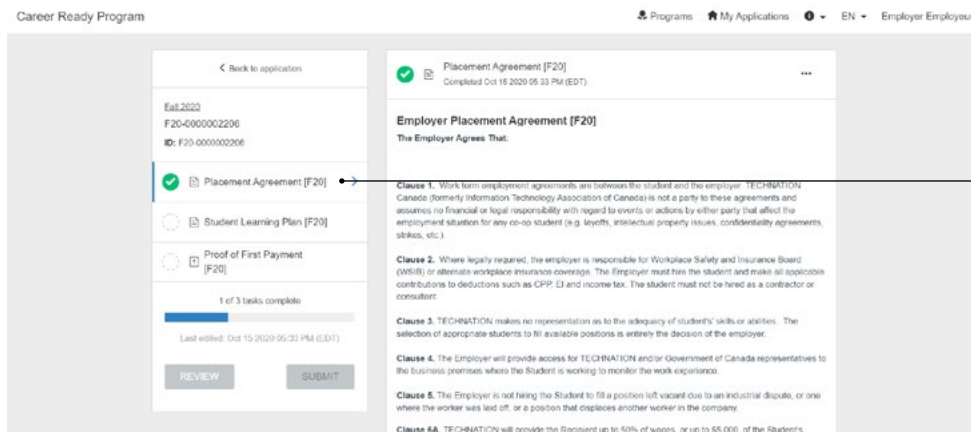 Career Ready Program
Programs My Applications EN Employer Employeu
Back to application
Fall 2020
F20-0000002206
ID: F20-0000002206
Placement Agreement [F20]
Student Learning Plan [F20]
Proof of First Payment
[F20]
1 of 3 tasks complete
Last edited: Oct 15 2020 05:33 PM (EDT)
REVIEW SUBMIT
Placement Agreement [F20]
Completed Oct 15 2020 05:33 PM (EDT)
...
Employer Placement Agreement [F20]
The Employer Agrees That:
Clause 1. Work term employment agreements are between the student and the employer. TECHNATION
Canada (formerly Information Technology Association of Canada) is not a party to these agreements and
assumes no financial or legal responsibility with regard to events or actions by either party that affect the
employment situation for any co-op student (e.g. layoffs, intellectual property issues, confidentiality agreements,
strikes, etc.).
Clause 2. Where legally required, the employer is responsible for Workplace Safety and Insurance Board
(WSIB) or alternate workplace insurance coverage. The Employer must hire the student and make all applicable
contributions to deductions such as CPP, EI and income tax. The student must not be hired as a contractor or
consultant.
Clause 3. TECHNATION makes no representation as to the adequacy of student's' skills or abilities. The
selection of appropriate students to fill available positions is entirely the decision of the employer.
Clause 4. The Employer will provide access for TECHNATION and/or Government of Canada representatives to
the business premises where the Student is working to monitor the work experience.
Clause 5. The Employer is not hiring the Student to fill a position left vacant due to an industrial dispute, or one
where the worker was laid off, or a position that displaces another worker in the company.
Clause 6A. TECHNATION will provide the Recipient up to 50% of wages, or up to $5,000, of the Student's